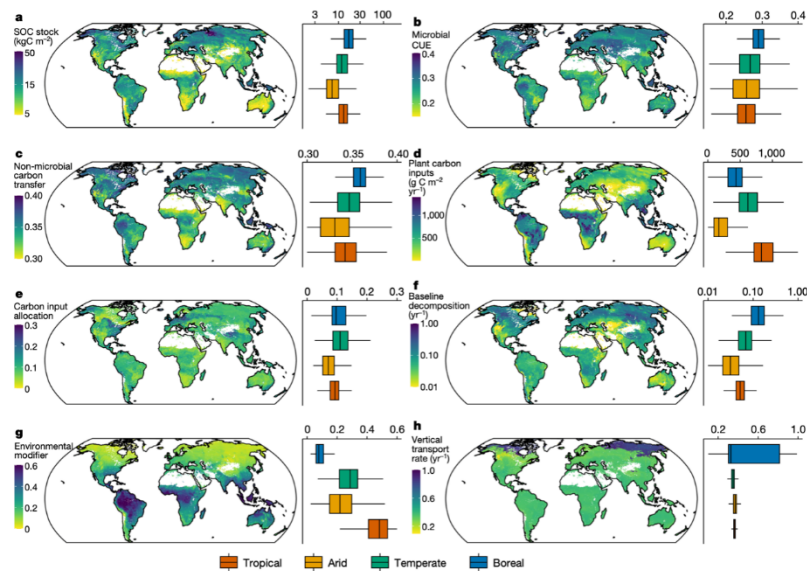 a
SOC stock
(kgC m⁻²)
50
15
5
3 10 30 100
b
Microbial
CUE
0.4
0.3
0.2
0.2 0.3 0.4
c
Non-microbial
carbon
transfer
0.40
0.35
0.30
0.30 0.35 0.40
d
Plant carbon
inputs
(g C m⁻²
yr⁻¹)
1,000
500
0 500 1,000
e
Carbon input
allocation
0.3
0.2
0.1
0
0 0.1 0.2 0.3
f
Baseline
decomposition
(yr⁻¹)
1.00
0.10
0.01
0.01 0.10 1.00
g
Environmental
modifier
0.6
0.4
0.2
0
0 0.2 0.4 0.6
h
Vertical
transport
rate (yr⁻¹)
1.0
0.8
0.6
0.4
0.2
0 0.5 1.0
Tropical Arid Temperate Boreal